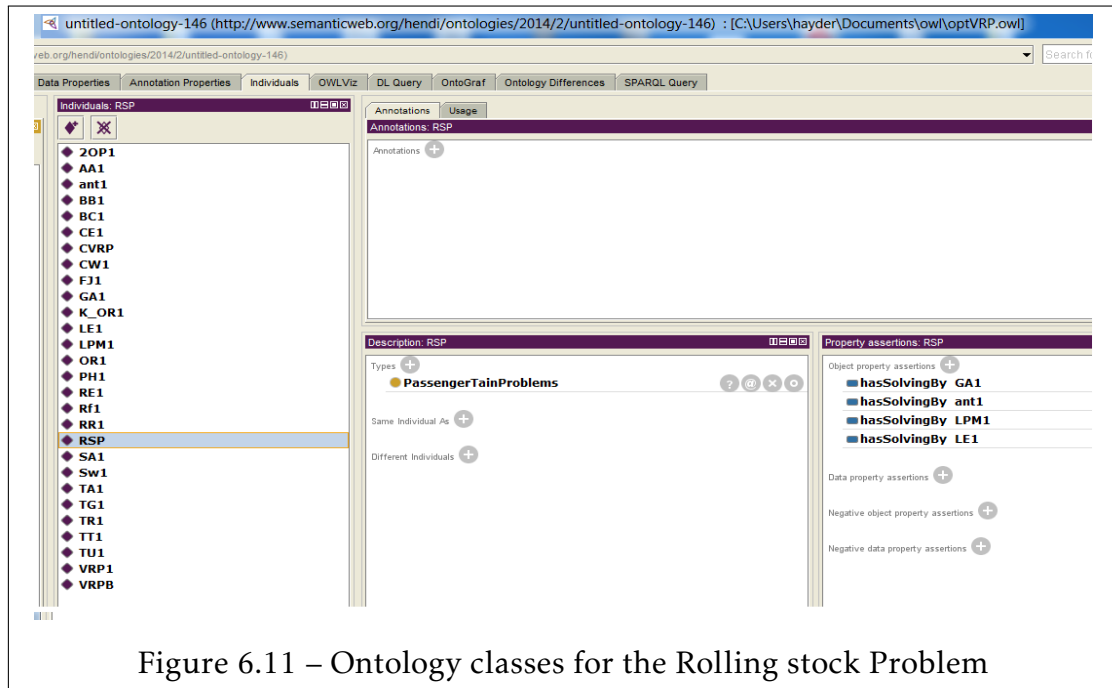 untitled-ontology-146 (http://www.semanticweb.org/hendi/ontologies/2014/2/untitled-ontology-146) : [C:\Users\hayder\Documents\owl\optVRP.owl]
veb.org/hendi/ontologies/2014/2/untitled-ontology-146)
Search fo
Data Properties Annotation Properties Individuals OWLViz DL Query OntoGraf Ontology Differences SPARQL Query
Individuals: RSP
2OP1
AA1
ant1
BB1
BC1
CE1
CVRP
CW1
FJ1
GA1
K_OR1
LE1
LPM1
OR1
PH1
RE1
Rf1
RR1
RSP
SA1
Sw1
TA1
TG1
TR1
TT1
TU1
VRP1
VRPB
Annotations Usage
Annotations: RSP
Annotations
Description: RSP
Types
PassengerTainProblems
Same Individual As
Different Individuals
Property assertions: RSP
Object property assertions
hasSolvingBy GA1
hasSolvingBy ant1
hasSolvingBy LPM1
hasSolvingBy LE1
Data property assertions
Negative object property assertions
Negative data property assertions
Figure 6.11 – Ontology classes for the Rolling stock Problem